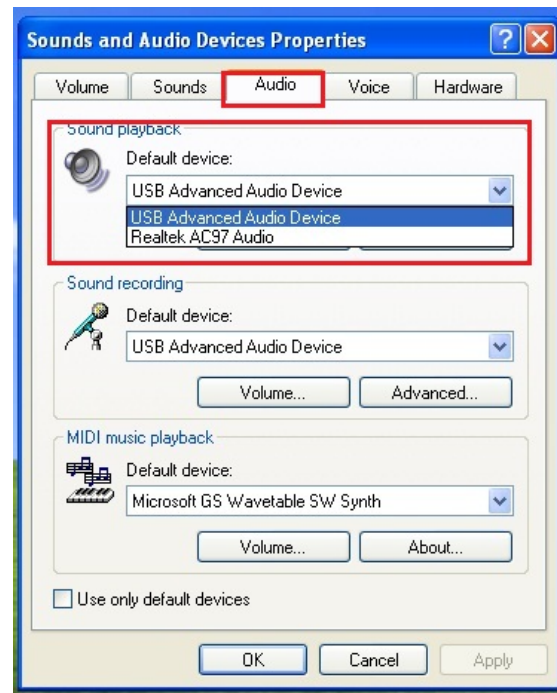 Sounds and Audio Devices Properties
Volume Sounds Audio Voice Hardware
Sound playback
Default device:
USB Advanced Audio Device
USB Advanced Audio Device
Realtek AC97 Audio
Sound recording
Default device:
USB Advanced Audio Device
Volume... Advanced...
MIDI music playback
Default device:
Microsoft GS Wavetable SW Synth
Volume... About...
Use only default devices
OK Cancel Apply